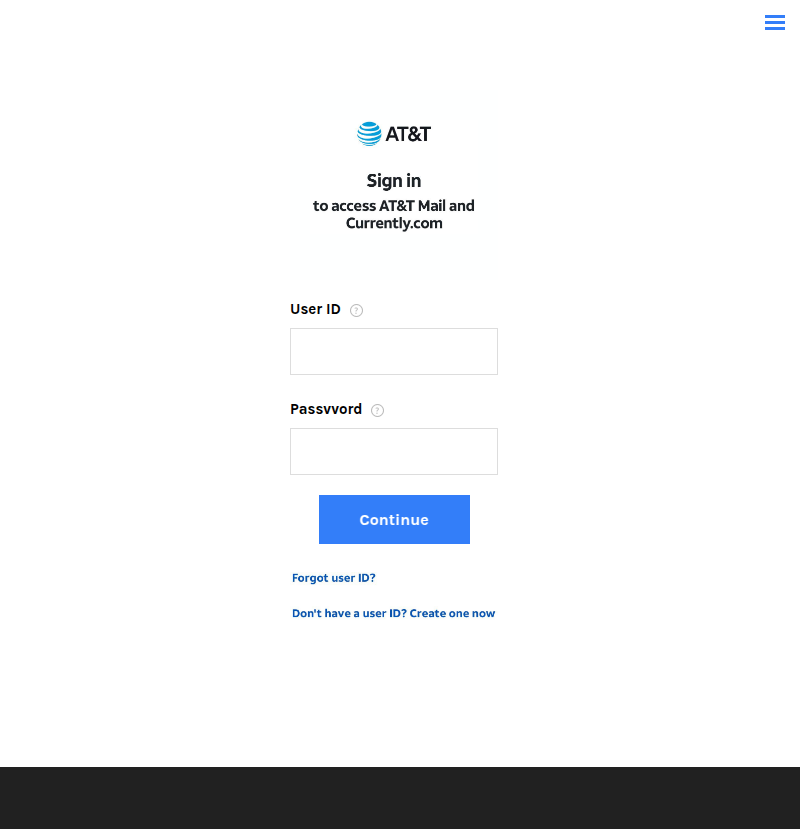 AT&T
Sign in
to access AT&T Mail and
Currently.com
User ID ?
Passvvord ?
Continue
Forgot user ID?
Don't have a user ID? Create one now